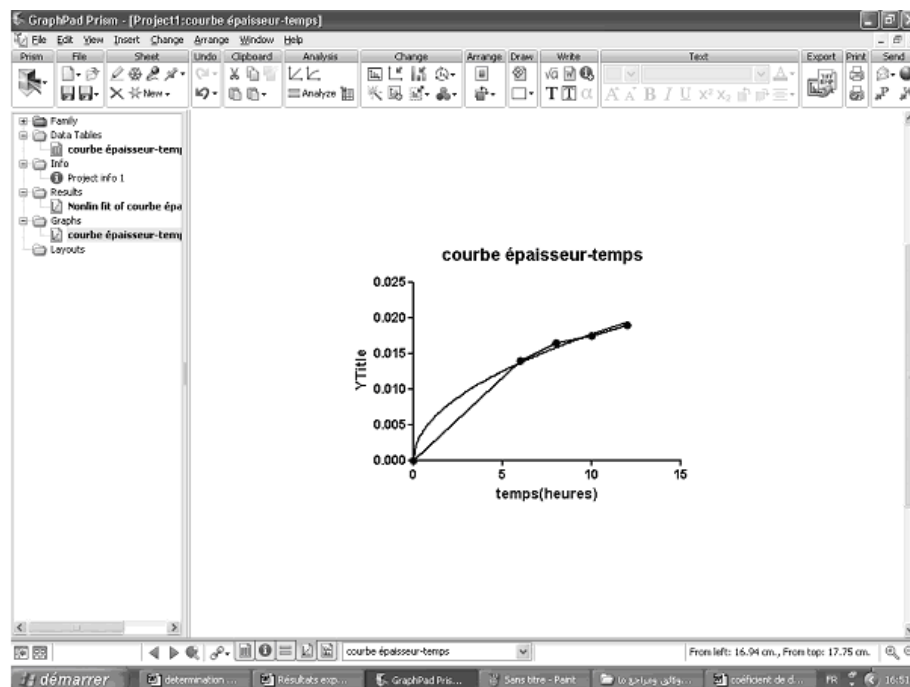 GraphPad Prism - [Project1:courbe épaisseur-temps]
File Edit View Insert Change Arrange Window Help
Prism File Sheet Undo Clipboard Analysis Change Arrange Draw Write Text Export Print Send
New
Analyze
Family
Data Tables
courbe épaisseur-temp
Info
Project info 1
Results
Nonlin fit of courbe épa
Graphs
courbe épaisseur-temp
Layouts
courbe épaisseur-temps
0.025
0.020
0.015
0.010
0.005
0.000
YTitle
0 5 10 15
temps(heures)
courbe épaisseur-temps
From left: 16.94 cm., From top: 17.75 cm.
démarrer
determination ...
Résultats exp...
GraphPad Pris...
Sans titre - Paint
coéficient de d...
FR
16:51